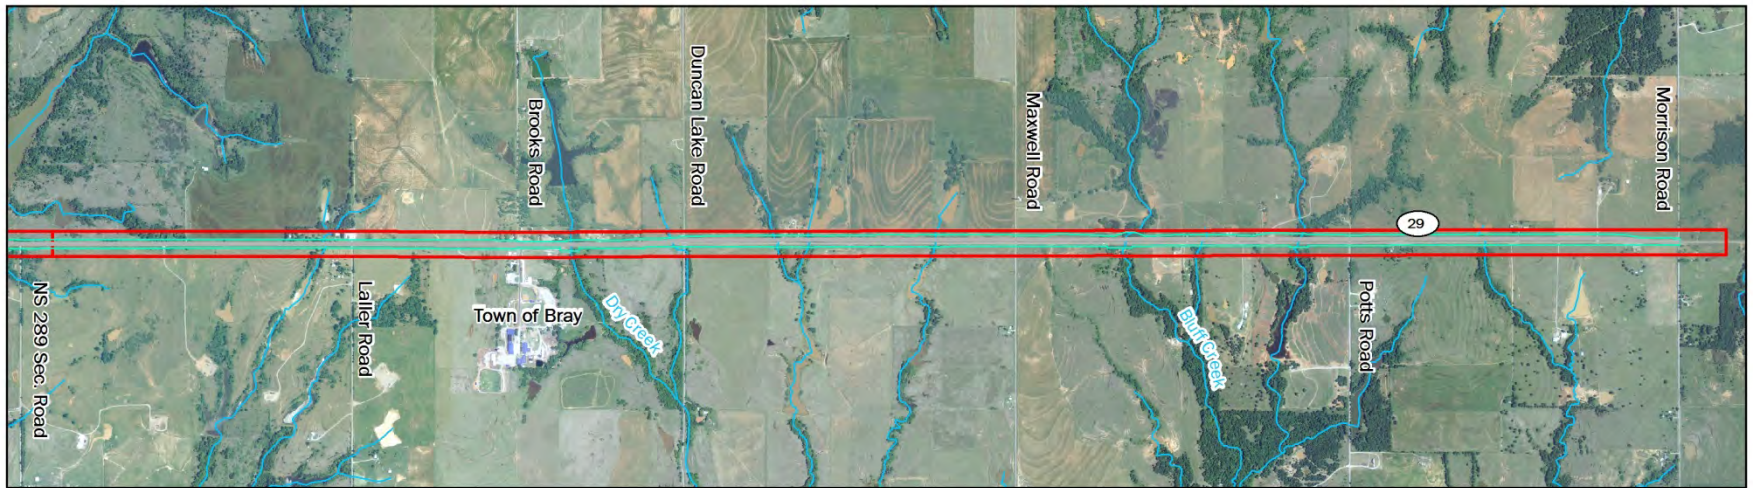 NS 289 Sec. Road
Laller Road
Brooks Road
Town of Bray
Dry Creek
Duncan Lake Road
Maxwell Road
Bluff Creek
Potts Road
29
Morrison Road